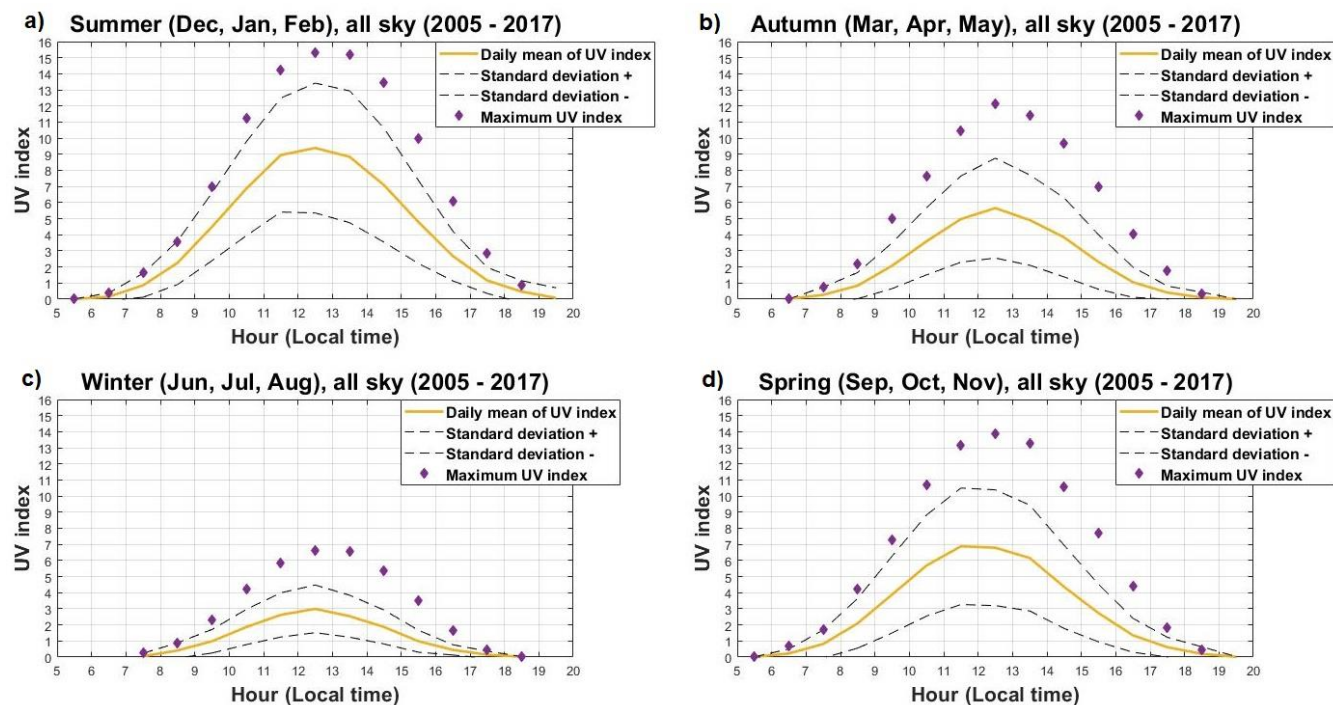 a)
Summer (Dec, Jan, Feb), all sky (2005 - 2017)
16
15
14
13
12
11
10
9
8
7
6
5
4
3
2
1
0
UV index
Daily mean of UV index
Standard deviation +
Standard deviation -
Maximum UV index
5 6 7 8 9 10 11 12 13 14 15 16 17 18 19 20
Hour (Local time)
b)
Autumn (Mar, Apr, May), all sky (2005 - 2017)
16
15
14
13
12
11
10
9
8
7
6
5
4
3
2
1
0
UV index
Daily mean of UV index
Standard deviation +
Standard deviation -
Maximum UV index
5 6 7 8 9 10 11 12 13 14 15 16 17 18 19 20
Hour (Local time)
c)
Winter (Jun, Jul, Aug), all sky (2005 - 2017)
16
15
14
13
12
11
10
9
8
7
6
5
4
3
2
1
0
UV index
Daily mean of UV index
Standard deviation +
Standard deviation -
Maximum UV index
5 6 7 8 9 10 11 12 13 14 15 16 17 18 19 20
Hour (Local time)
d)
Spring (Sep, Oct, Nov), all sky (2005 - 2017)
16
15
14
13
12
11
10
9
8
7
6
5
4
3
2
1
0
UV index
Daily mean of UV index
Standard deviation +
Standard deviation -
Maximum UV index
5 6 7 8 9 10 11 12 13 14 15 16 17 18 19 20
Hour (Local time)